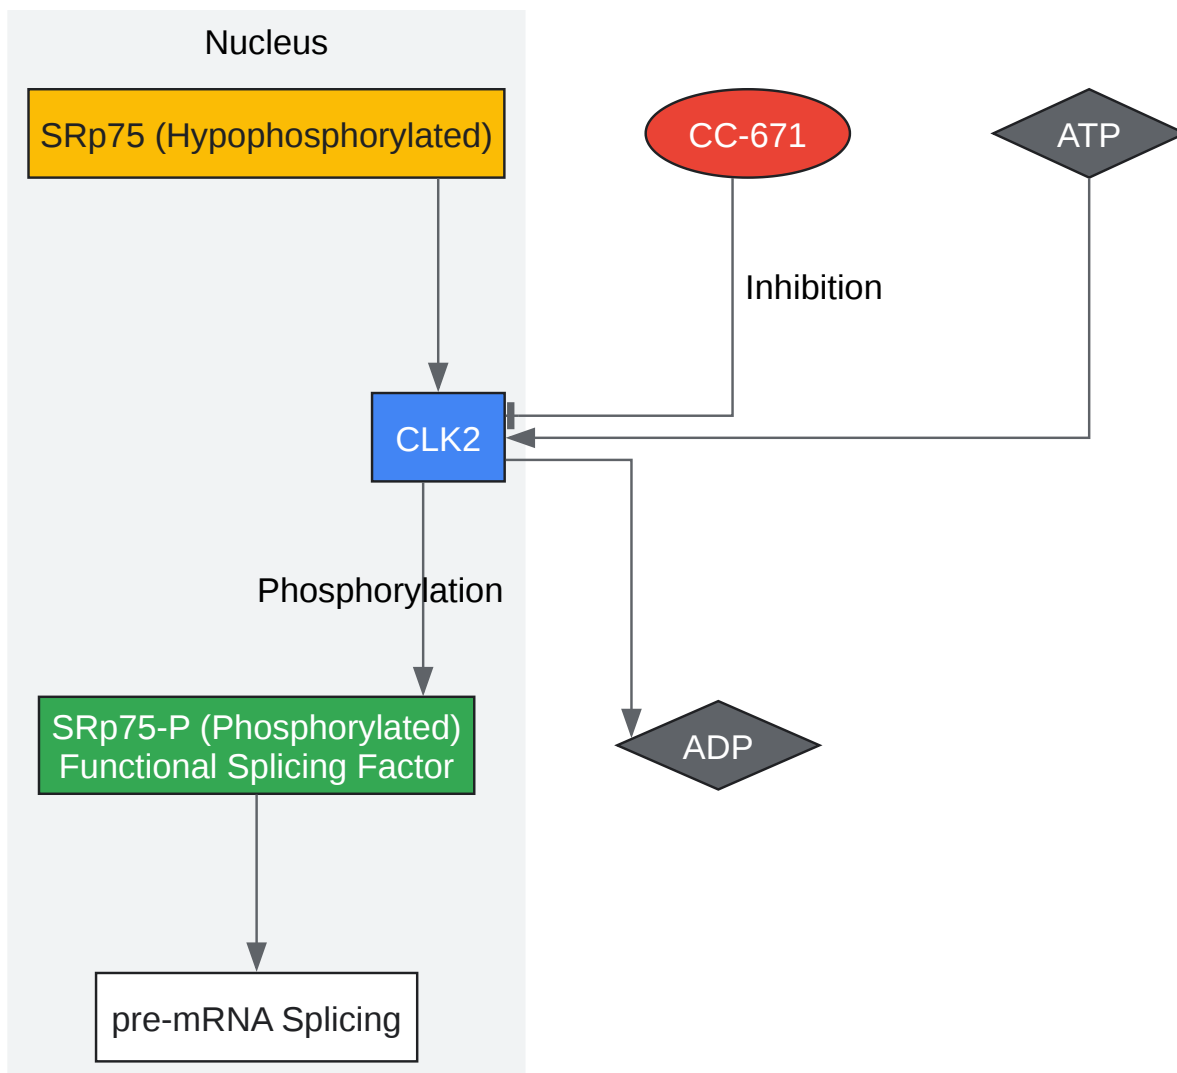 Nucleus
SRp75 (Hypophosphorylated)
CC-671
ATP
Inhibition
CLK2
Phosphorylation
SRp75-P (Phosphorylated)
Functional Splicing Factor
ADP
pre-mRNA Splicing